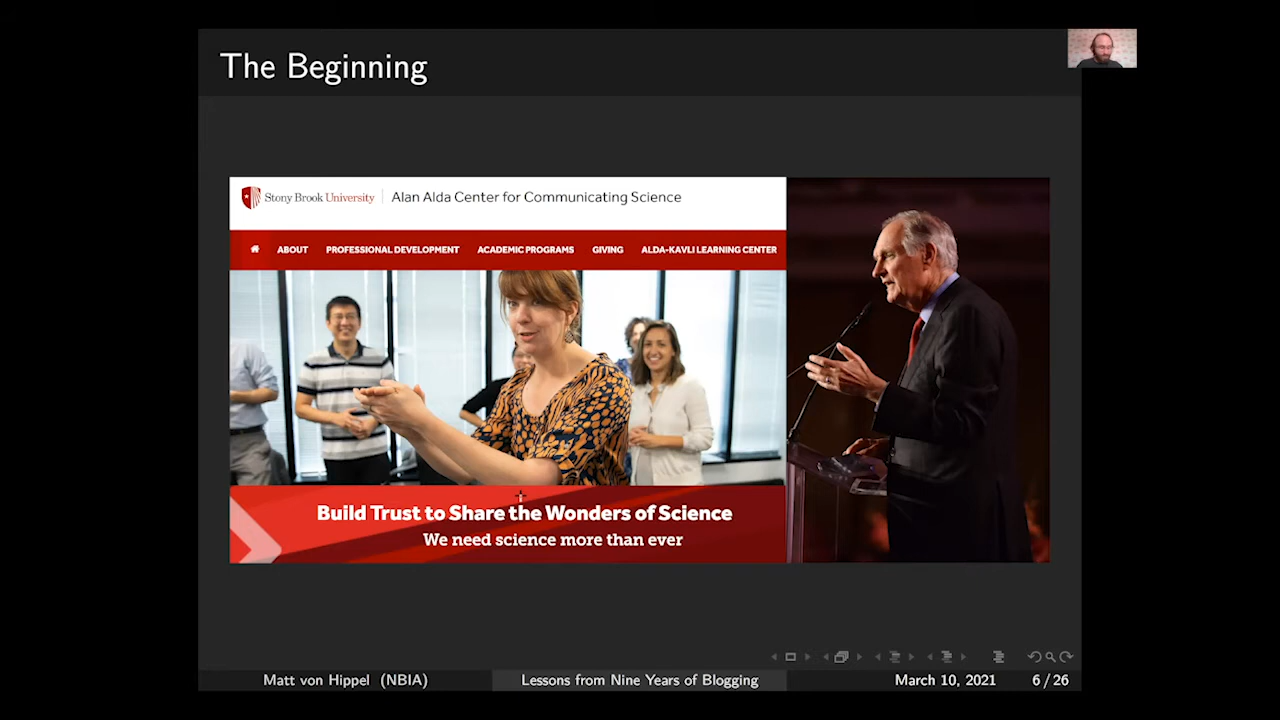 The Beginning
Stony Brook University | Alan Alda Center for Communicating Science
ABOUT PROFESSIONAL DEVELOPMENT ACADEMIC PROGRAMS GIVING ALDA-KAVLI LEARNING CENTER
Build Trust to Share the Wonders of Science
We need science more than ever
Matt von Hippel (NBIA) Lessons from Nine Years of Blogging March 10, 2021 6 / 26